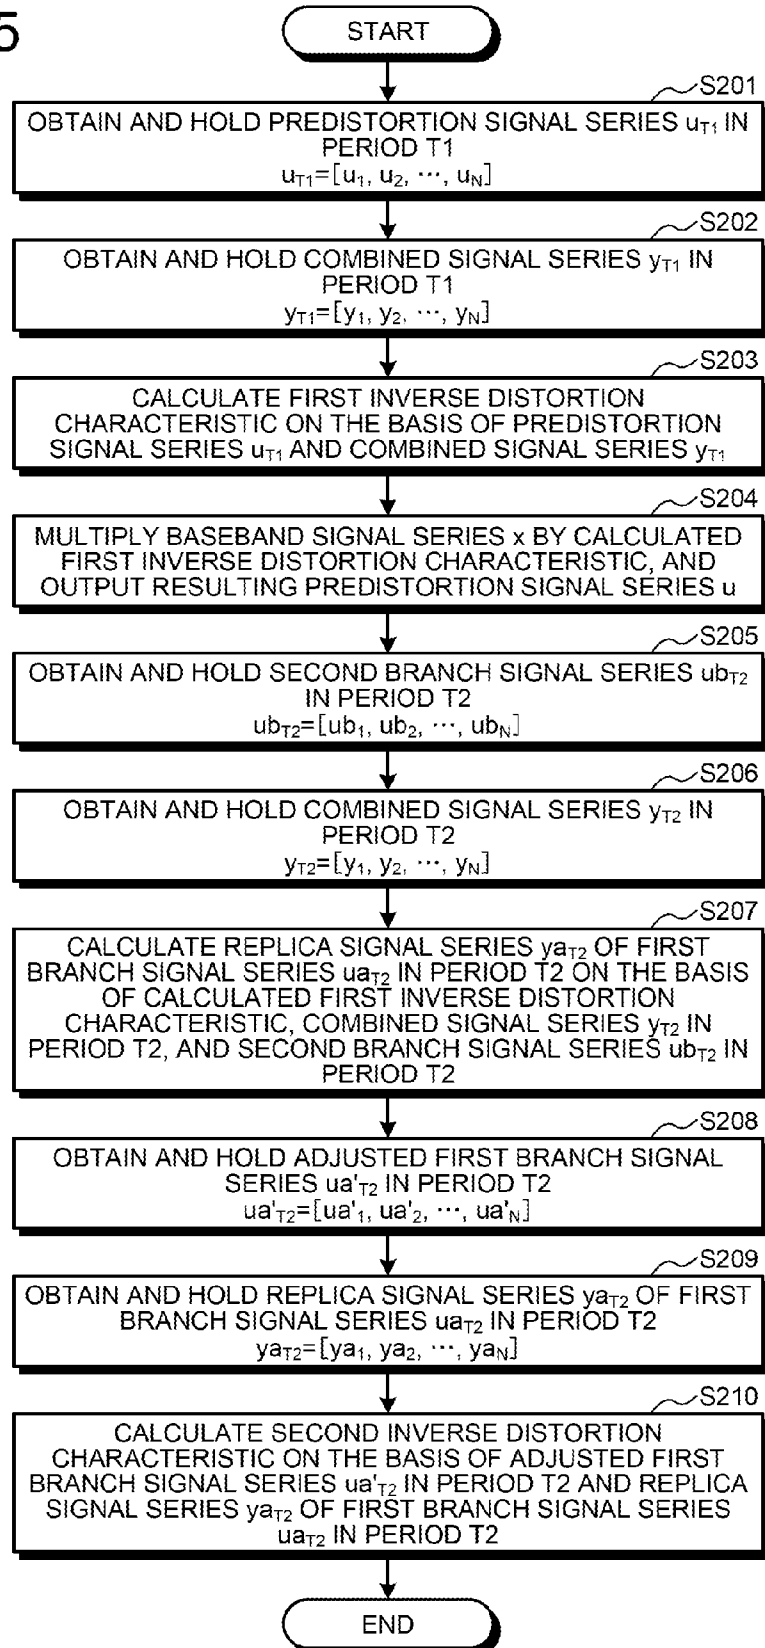 5
START
S201
OBTAIN AND HOLD PREDISTORTION SIGNAL SERIES uT1 IN
PERIOD T1
uT1=[u1, u2, ···, uN]
S202
OBTAIN AND HOLD COMBINED SIGNAL SERIES yT1 IN
PERIOD T1
yT1=[y1, y2, ···, yN]
S203
CALCULATE FIRST INVERSE DISTORTION
CHARACTERISTIC ON THE BASIS OF PREDISTORTION
SIGNAL SERIES uT1 AND COMBINED SIGNAL SERIES yT1
S204
MULTIPLY BASEBAND SIGNAL SERIES x BY CALCULATED
FIRST INVERSE DISTORTION CHARACTERISTIC, AND
OUTPUT RESULTING PREDISTORTION SIGNAL SERIES u
S205
OBTAIN AND HOLD SECOND BRANCH SIGNAL SERIES ubT2
IN PERIOD T2
ubT2=[ub1, ub2, ···, ubN]
S206
OBTAIN AND HOLD COMBINED SIGNAL SERIES yT2 IN
PERIOD T2
yT2=[y1, y2, ···, yN]
S207
CALCULATE REPLICA SIGNAL SERIES yaT2 OF FIRST
BRANCH SIGNAL SERIES uaT2 IN PERIOD T2 ON THE BASIS
OF CALCULATED FIRST INVERSE DISTORTION
CHARACTERISTIC, COMBINED SIGNAL SERIES yT2 IN
PERIOD T2, AND SECOND BRANCH SIGNAL SERIES ubT2 IN
PERIOD T2
S208
OBTAIN AND HOLD ADJUSTED FIRST BRANCH SIGNAL
SERIES ua'T2 IN PERIOD T2
ua'T2=[ua'1, ua'2, ···, ua'N]
S209
OBTAIN AND HOLD REPLICA SIGNAL SERIES yaT2 OF FIRST
BRANCH SIGNAL SERIES uaT2 IN PERIOD T2
yaT2=[ya1, ya2, ···, yaN]
S210
CALCULATE SECOND INVERSE DISTORTION
CHARACTERISTIC ON THE BASIS OF ADJUSTED FIRST
BRANCH SIGNAL SERIES ua'T2 IN PERIOD T2 AND REPLICA
SIGNAL SERIES yaT2 OF FIRST BRANCH SIGNAL SERIES
uaT2 IN PERIOD T2
END